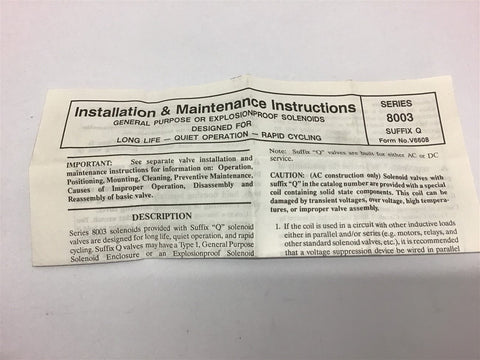 Installation & Maintenance Instructions
GENERAL PURPOSE OR EXPLOSIONPROOF SOLENOIDS
DESIGNED FOR
LONG LIFE — QUIET OPERATION — RAPID CYCLING
SERIES
8003
SUFFIX Q
Form No.V6608
IMPORTANT: See separate valve installation and
maintenance instructions for information on: Operation,
Positioning, Mounting, Cleaning, Preventive Maintenance,
Causes of Improper Operation, Disassembly and
Reassembly of basic valve.
DESCRIPTION
Series 8003 solenoids provided with Suffix "Q" solenoid
valves are designed for long life, quiet operation, and rapid
cycling. Suffix Q valves may have a Type 1, General Purpose
Solenoid Enclosure or an Explosionproof Solenoid
Note: Suffix "Q" valves are built for either AC or DC
service.
CAUTION: (AC construction only) Solenoid valves with
suffix "Q" in the catalog number are provided with a special
coil containing solid state components. This coil can be
damaged by transient voltages, over voltage, high tempera-
tures, or improper valve assembly.
1. If the coil is used in a circuit with other inductive loads
either in parallel and/or series (e.g. motors, relays, and
other standard solenoid valves, etc.), it is recommended
that a voltage suppression device be wired in parallel